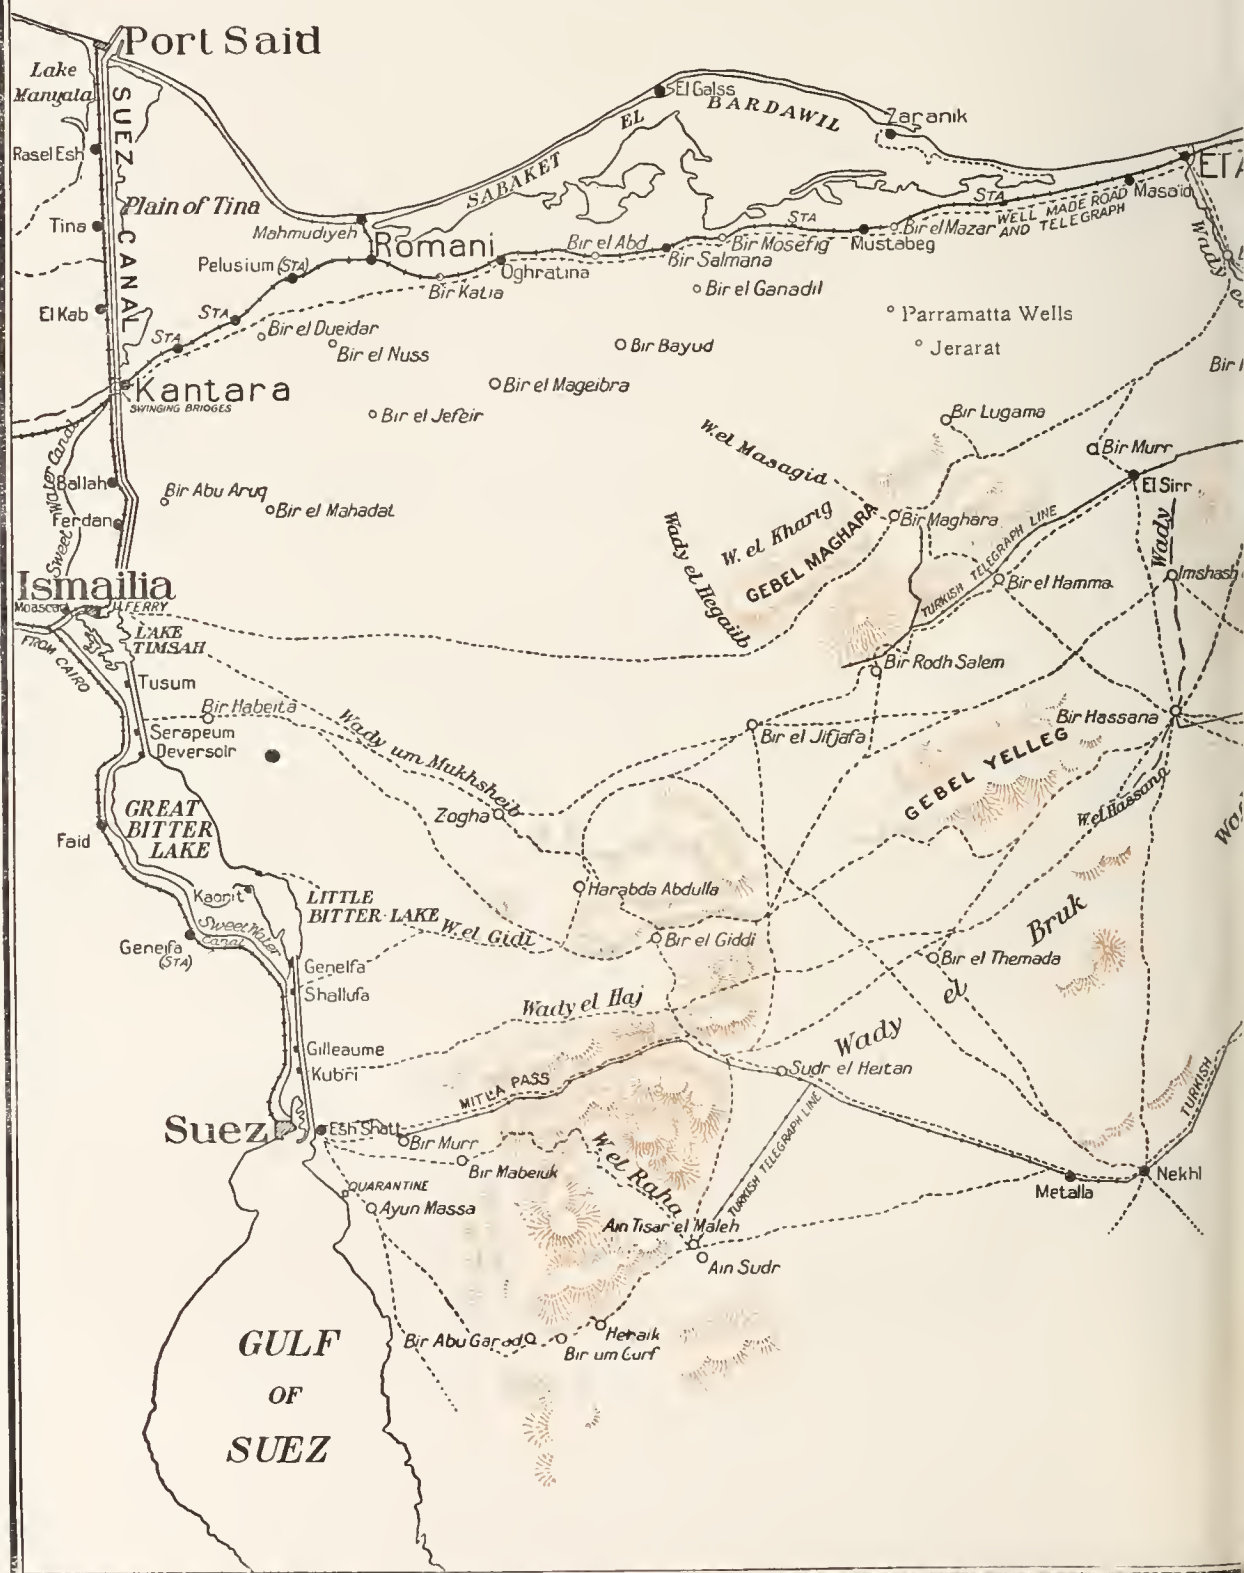 Port Said
Lake
Manyala
SUEZ CANAL
El Galss
SABAKET EL BARDAWIL
Zaranik
Rasel Esh
Plain of Tina
Tina
Mahmudiyeh
Romani
Pelusium (STA)
Bir Katia
Oghratina
Bir el Abd
Bir Salmana
Bir Mosefig
STA
Mustabeg
Bir el Mazar
STA
WELL MADE ROAD
AND TELEGRAPH
Masaid
Wady
El Kab
STA
STA
Bir el Dueidar
Bir el Nuss
Bir el Ganadil
Bir Bayud
Parramatta Wells
Jerarat
Kantara
SWINGING BRIDGES
Bir el Mageibra
Bir el Jefeir
Bir Lugama
Bir Murr
El Sirr
Sweet Water Canal
Ballah
Ferdan
Bir Abu Aruq
Bir el Mahadat
W. el Masagid
W. el Kharig
Wady el Hegaiib
GEBEL MAGHARA
Bir Maghara
TURKISH TELEGRAPH LINE
Bir el Hamma
Wady
Imshash
Ismailia
Moascar
FERRY
LAKE
TIMSAH
FROM CAIRO
Tusum
Bir Habeita
Serapeum
Deversoir
Bir Rodh Salem
Bir el Jifjafa
Bir Hassana
GEBEL YELLEG
W. el Hassana
Wady um Mukhsheib
Zogha
GREAT
BITTER
LAKE
Faid
Kaorit
LITTLE
BITTER LAKE
Harabda Abdulla
W. el Gidi
Bir el Giddi
Sweet Water
Canal
Geneifa
(STA)
Genelfa
Shallufa
Bir el Themada
Wady el Bruk
Wady el Haj
Gilleaume
Kubri
MITLA PASS
Sudr el Heitan
Suez
Esh Shatt
Bir Murr
Bir Mabeiuk
W. el Raha
TURKISH TELEGRAPH LINE
TURKISH
Metalla
Nekhl
QUARANTINE
Ayun Massa
Ain Tisar el Maleh
Ain Sudr
Bir Abu Garad
Heraik
Bir um Gurf
GULF
OF
SUEZ